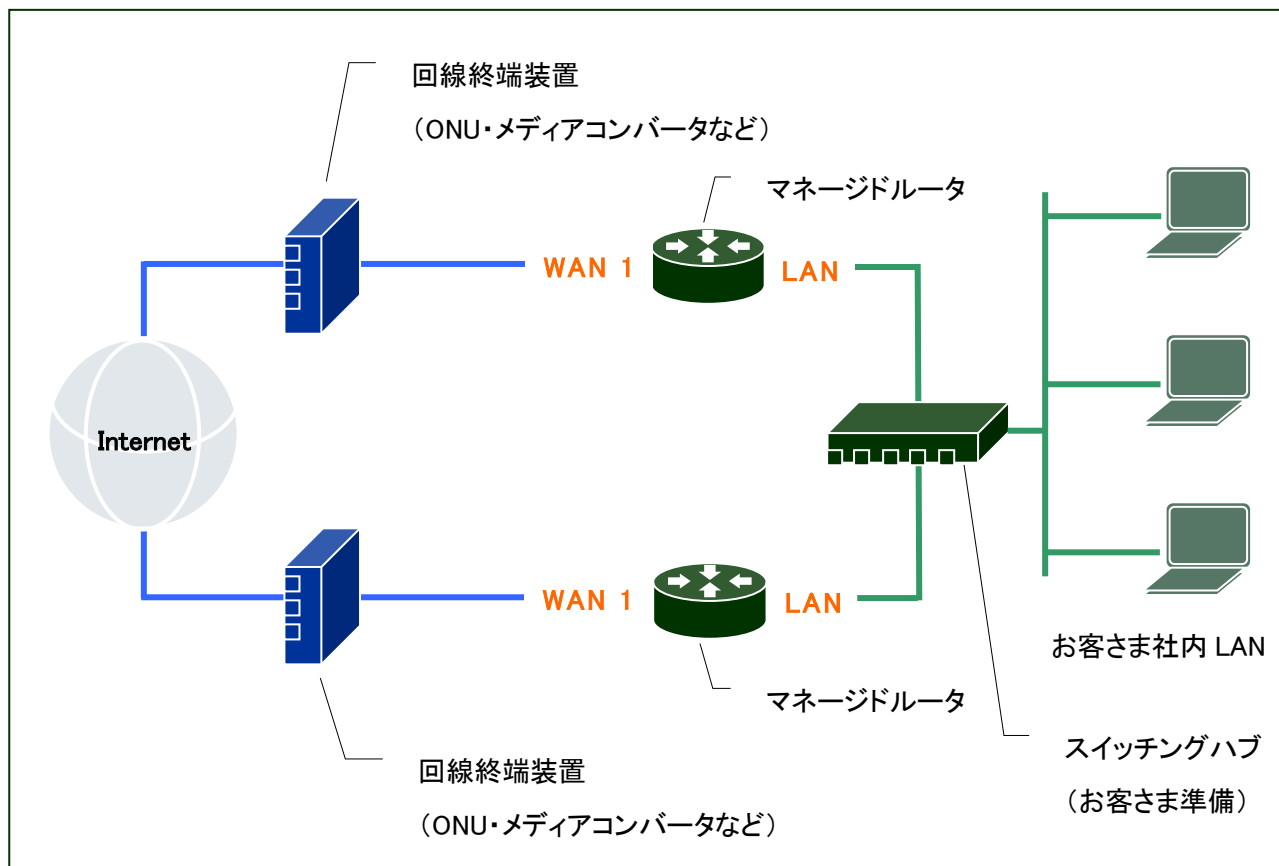 回線終端装置
（ONU・メディアコンバータなど）
マネージドルータ
WAN 1
LAN
Internet
WAN 1
LAN
お客さま社内 LAN
マネージドルータ
スイッチングハブ
（お客さま準備）
回線終端装置
（ONU・メディアコンバータなど）